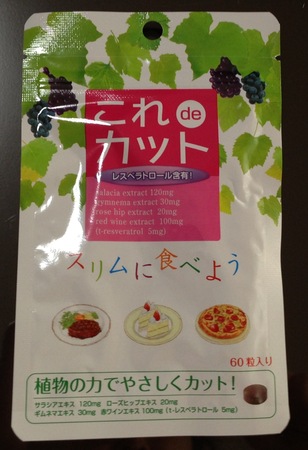 これ de
カット
レスベラトロール含有!
salacia extract 120mg
gymnema extract 30mg
rose hip extract 20mg
red wine extract 100mg
(t-resveratrol 5mg)
スリムに食べよう
60粒入り
植物の力でやさしくカット!
サラシアエキス 120mg ローズヒップエキス 20mg
ギムネマエキス 30mg 赤ワインエキス 100mg (t-レスベラトロール 5mg)